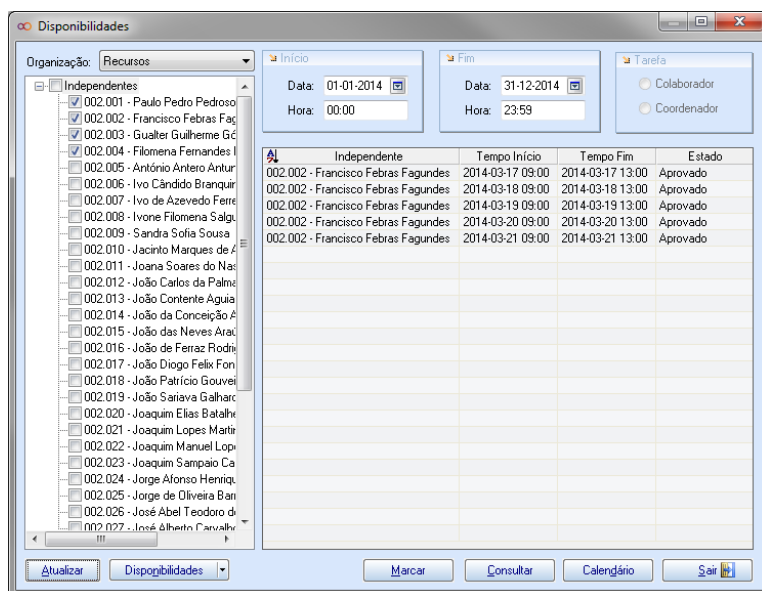 Disponibilidades
Organização: Recursos
Independentes
002.001 - Paulo Pedro Pedroso
002.002 - Francisco Febras Fag
002.003 - Gualter Guilherme Gó
002.004 - Filomena Fernandes
002.005 - António Antero Antur
002.006 - Ivo Cândido Branquir
002.007 - Ivo de Azevedo Ferre
002.008 - Ivone Filomena Salgu
002.009 - Sandra Sofia Sousa
002.010 - Jacinto Marques de
002.011 - Joana Soares do Nas
002.012 - João Carlos da Palma
002.013 - João Contente Aguia
002.014 - João da Conceição
002.015 - João das Neves Araú
002.016 - João de Ferraz Rodri
002.017 - João Diogo Felix Fon
002.018 - João Patrício Gouvei
002.019 - João Sariava Galharc
002.020 - Joaquim Elias Batalhe
002.021 - Joaquim Lopes Martir
002.022 - Joaquim Manuel Lop
002.023 - Joaquim Sampaio Ca
002.024 - Jorge Afonso Henriqu
002.025 - Jorge de Oliveira Barr
002.026 - José Abel Teodoro d
002.027 - José Alberto Carvalh
Início
Data: 01-01-2014
Hora: 00:00
Fim
Data: 31-12-2014
Hora: 23:59
Tarefa
Colaborador
Coordenador
Independente Tempo Início Tempo Fim Estado
002.002 - Francisco Febras Fagundes 2014-03-17 09:00 2014-03-17 13:00 Aprovado
002.002 - Francisco Febras Fagundes 2014-03-18 09:00 2014-03-18 13:00 Aprovado
002.002 - Francisco Febras Fagundes 2014-03-19 09:00 2014-03-19 13:00 Aprovado
002.002 - Francisco Febras Fagundes 2014-03-20 09:00 2014-03-20 13:00 Aprovado
002.002 - Francisco Febras Fagundes 2014-03-21 09:00 2014-03-21 13:00 Aprovado
Atualizar Disponibilidades Marcar Consultar Calendário Sair